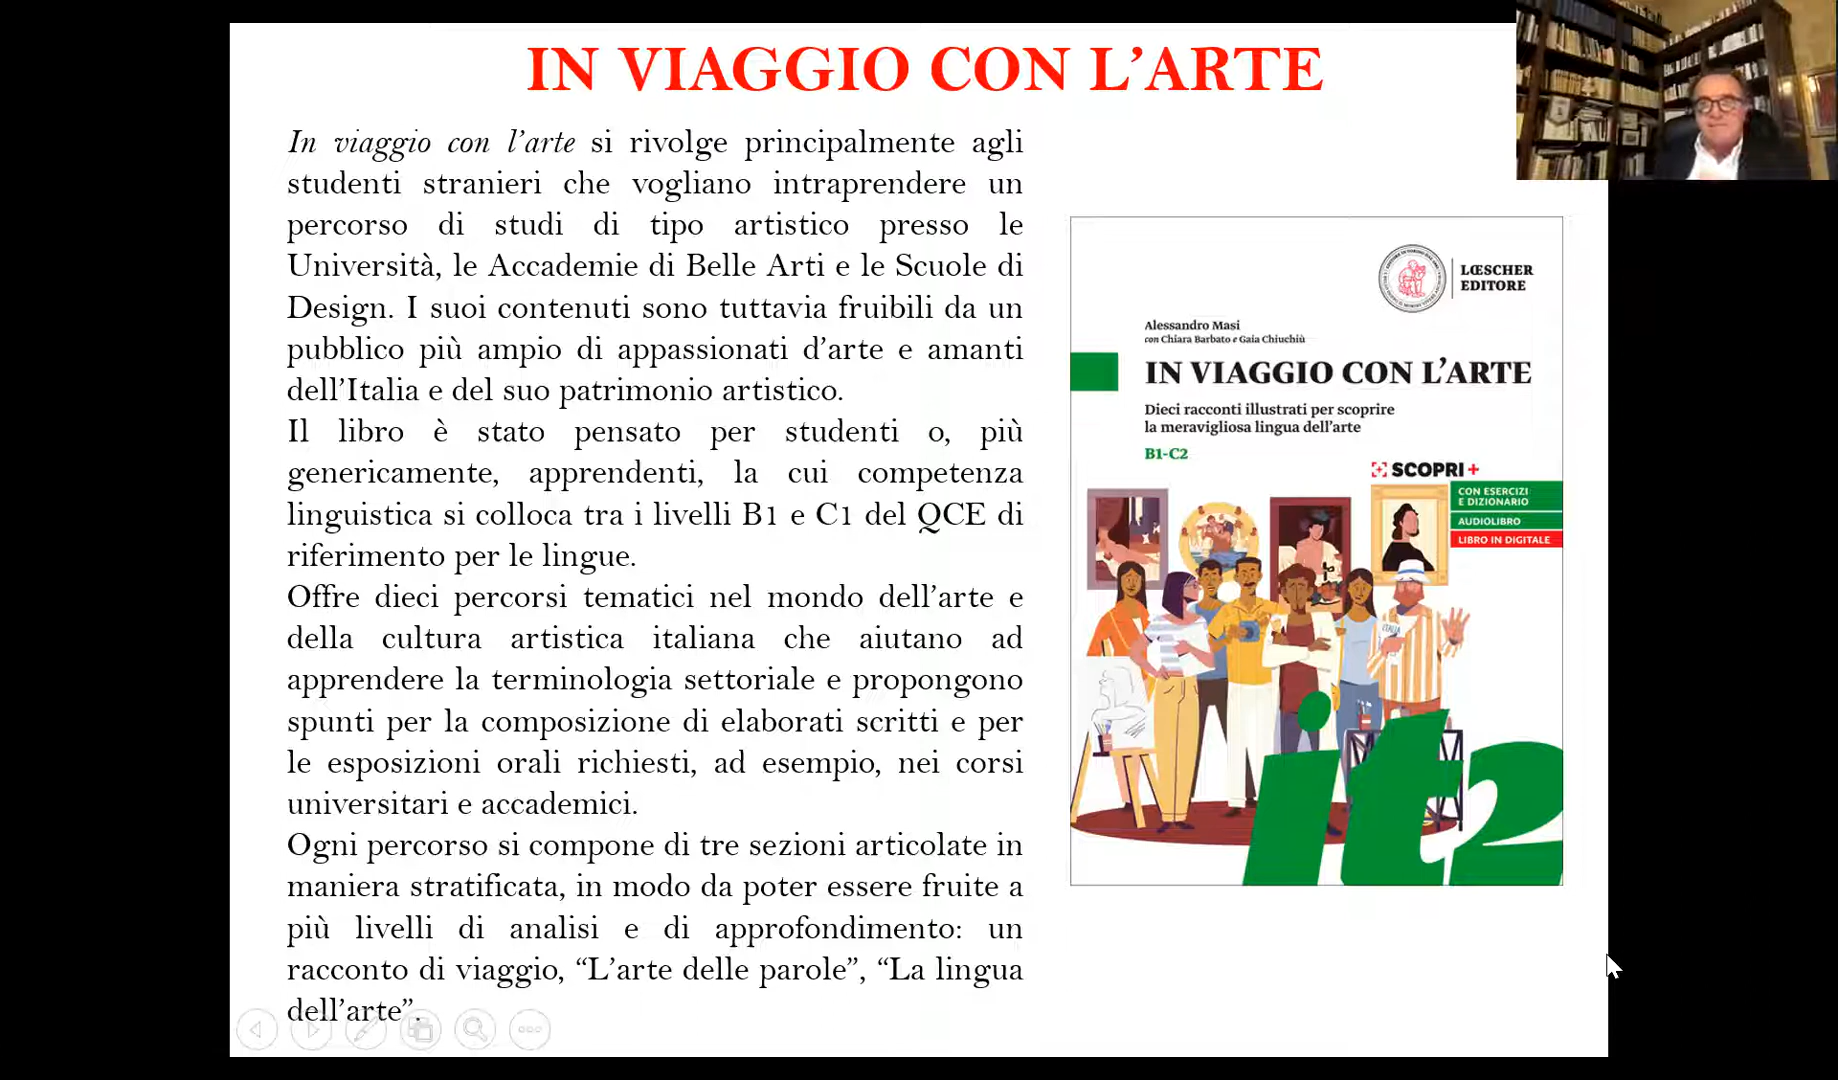 IN VIAGGIO CON L’ARTE
In viaggio con l’arte si rivolge principalmente agli
studenti stranieri che vogliano intraprendere un
percorso di studi di tipo artistico presso le
Università, le Accademie di Belle Arti e le Scuole di
Design. I suoi contenuti sono tuttavia fruibili da un
pubblico più ampio di appassionati d’arte e amanti
dell’Italia e del suo patrimonio artistico.
Il libro è stato pensato per studenti o, più
genericamente, apprendenti, la cui competenza
linguistica si colloca tra i livelli B1 e C1 del QCE di
riferimento per le lingue.
Offre dieci percorsi tematici nel mondo dell’arte e
della cultura artistica italiana che aiutano ad
apprendere la terminologia settoriale e propongono
spunti per la composizione di elaborati scritti e per
le esposizioni orali richiesti, ad esempio, nei corsi
universitari e accademici.
Ogni percorso si compone di tre sezioni articolate in
maniera stratificata, in modo da poter essere fruite a
più livelli di analisi e di approfondimento: un
racconto di viaggio, “L’arte delle parole”, “La lingua
dell’arte”.
LŒSCHER
EDITORE
Alessandro Masi
con Chiara Barbato e Gaia Chiuchiù
IN VIAGGIO CON L’ARTE
Dieci racconti illustrati per scoprire
la meravigliosa lingua dell’arte
B1-C2
SCOPRI+
CON ESERCIZI
E DIZIONARIO
AUDIOLIBRO
LIBRO IN DIGITALE
ITALIA
it2